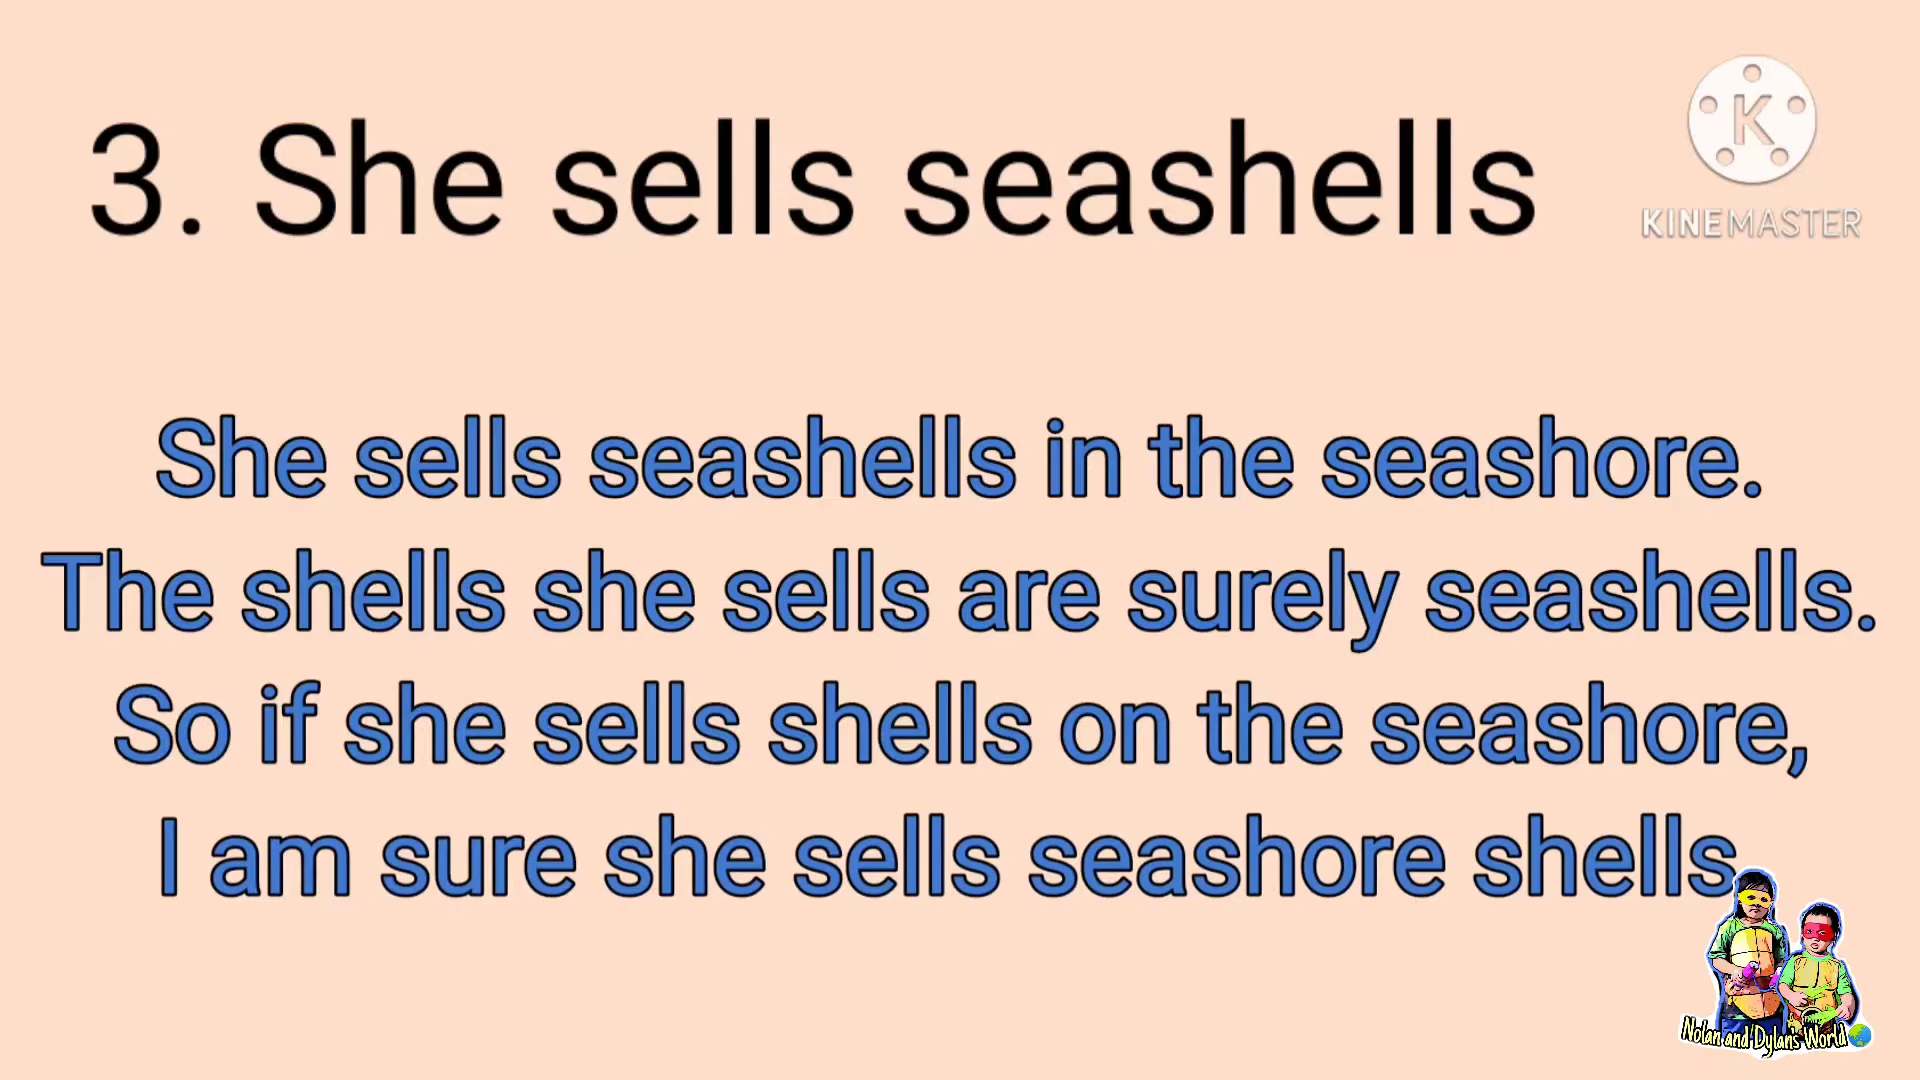 3. She sells seashells
KINEMASTER
She sells seashells in the seashore.
The shells she sells are surely seashells.
So if she sells shells on the seashore,
I am sure she sells seashore shells
Nolan and Dylan's World